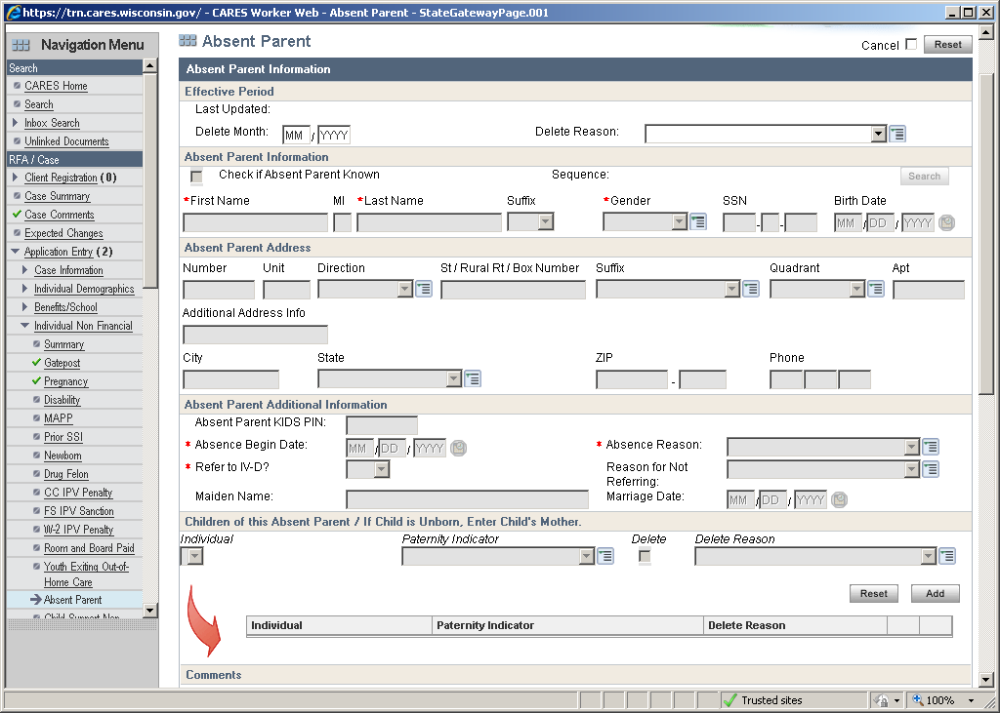 https://trn.cares.wisconsin.gov/ - CARES Worker Web - Absent Parent - StateGatewayPage.001
Navigation Menu
Search
CARES Home
Search
Inbox Search
Unlinked Documents
RFA / Case
Client Registration (0)
Case Summary
Case Comments
Expected Changes
Application Entry (2)
Case Information
Individual Demographics
Benefits/School
Individual Non Financial
Summary
Gatepost
Pregnancy
Disability
MAPP
Prior SSI
Newborn
Drug Felon
CC IPV Penalty
FS IPV Sanction
W-2 IPV Penalty
Room and Board Paid
Youth Exiting Out-of-
Home Care
Absent Parent
Child Support Non
Absent Parent
Cancel Reset
Absent Parent Information
Effective Period
Last Updated:
Delete Month: MM / YYYY Delete Reason:
Absent Parent Information
Check if Absent Parent Known Sequence: Search
*First Name MI *Last Name Suffix *Gender SSN Birth Date
- - MM / DD / YYYY
Absent Parent Address
Number Unit Direction St / Rural Rt / Box Number Suffix Quadrant Apt
Additional Address Info
City State ZIP Phone
-
Absent Parent Additional Information
Absent Parent KIDS PIN:
* Absence Begin Date: MM / DD / YYYY * Absence Reason:
* Refer to IV-D? Reason for Not
Referring:
Maiden Name: Marriage Date: MM / DD / YYYY
Children of this Absent Parent / If Child is Unborn, Enter Child's Mother.
Individual Paternity Indicator Delete Delete Reason
Reset Add
Individual Paternity Indicator Delete Reason
Comments
Trusted sites 100%